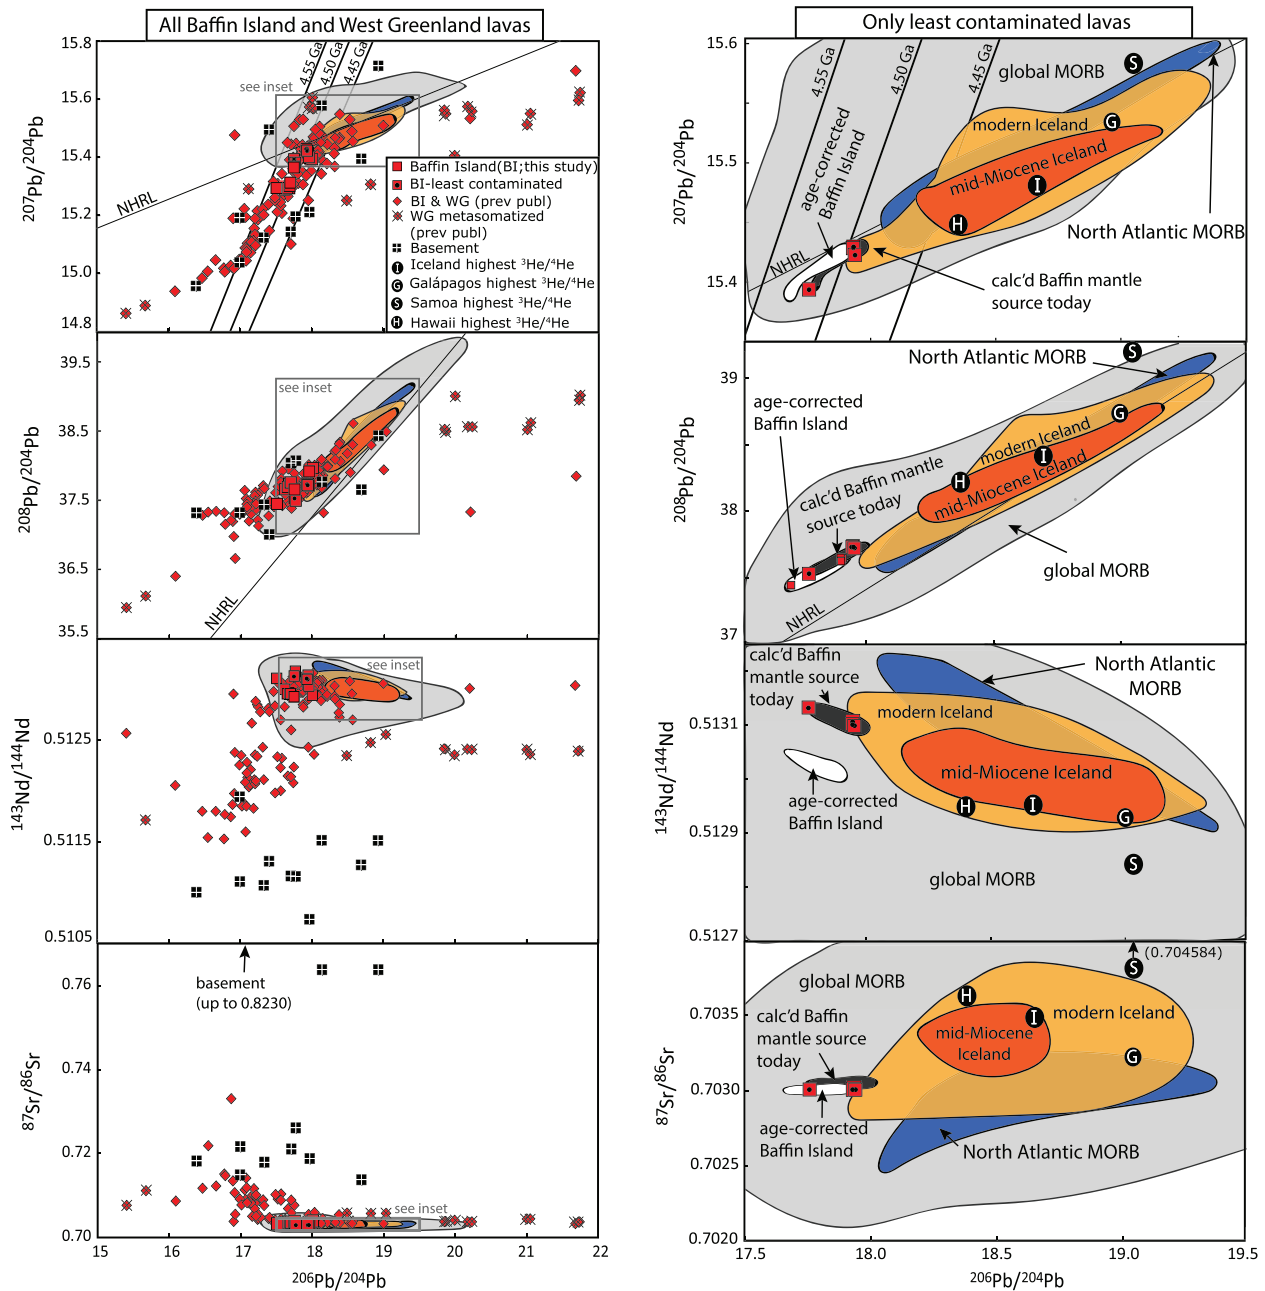 All Baffin Island and West Greenland lavas
Only least contaminated lavas
15.8
15.6
15.4
15.2
15.0
14.8
207Pb/204Pb
4.55 Ga
4.50 Ga
4.45 Ga
see inset
NHRL
Baffin Island(BI;this study)
BI-least contaminated
BI & WG (prev publ)
WG metasomatized
(prev publ)
Basement
I Iceland highest 3He/4He
G Galápagos highest 3He/4He
S Samoa highest 3He/4He
H Hawaii highest 3He/4He
39.5
38.5
37.5
36.5
35.5
208Pb/204Pb
see inset
NHRL
0.5125
0.5115
0.5105
143Nd/144Nd
see inset
0.76
0.74
0.72
0.70
87Sr/86Sr
basement
(up to 0.8230)
see inset
15
16
17
18
19
20
21
22
206Pb/204Pb
15.6
15.5
15.4
207Pb/204Pb
4.55 Ga
4.50 Ga
4.45 Ga
global MORB
S
modern Iceland
G
mid-Miocene Iceland
I
H
age-corrected
Baffin Island
NHRL
North Atlantic MORB
calc'd Baffin mantle
source today
39
38
37
208Pb/204Pb
North Atlantic MORB
S
age-corrected
Baffin Island
G
modern Iceland
I
H
mid-Miocene Iceland
calc'd Baffin mantle
source today
global MORB
NHRL
0.5131
0.5129
0.5127
143Nd/144Nd
calc'd Baffin
mantle source
today
North Atlantic
MORB
modern Iceland
mid-Miocene Iceland
H
I
G
S
age-corrected
Baffin Island
global MORB
0.7035
0.7030
0.7025
0.7020
87Sr/86Sr
(0.704584)
S
global MORB
H
I
modern Iceland
calc'd Baffin
mantle source
today
mid-Miocene
Iceland
G
age-corrected
Baffin Island
North Atlantic MORB
17.5
18.0
18.5
19.0
19.5
206Pb/204Pb